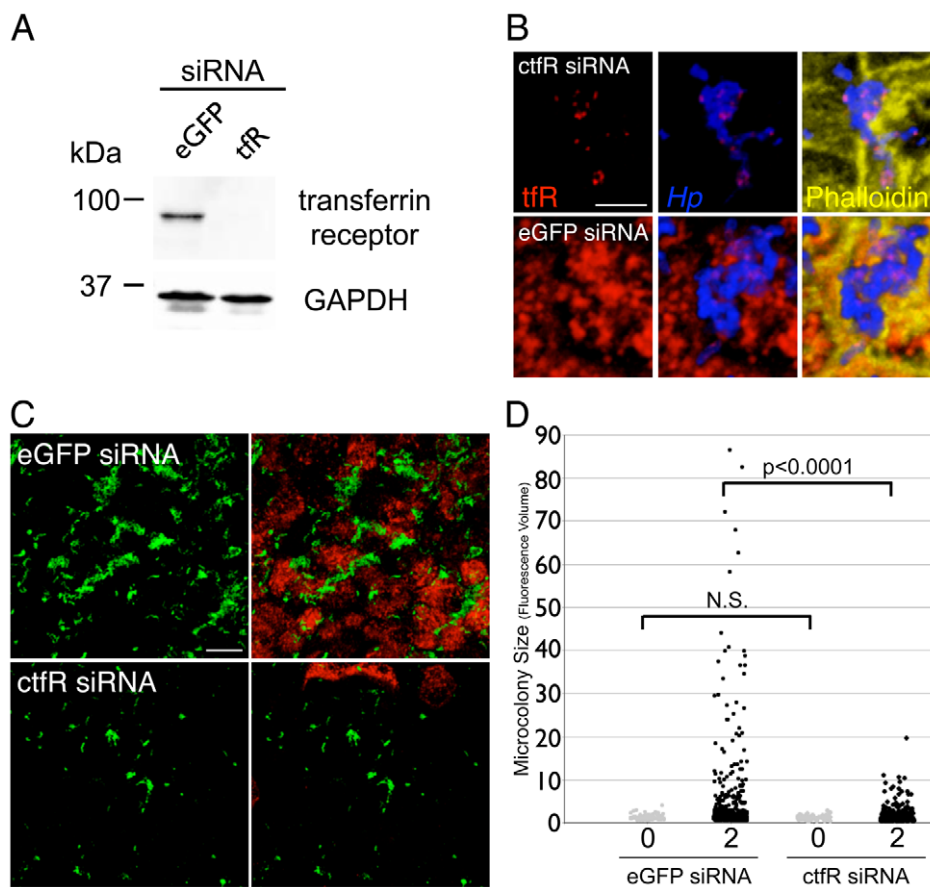 A
siRNA
eGFP
tfR
kDa
100
transferrin
receptor
37
GAPDH
B
ctfR siRNA
tfR
Hp
Phalloidin
eGFP siRNA
C
eGFP siRNA
ctfR siRNA
D
Microcolony Size (Fluorescence Volume)
90
80
70
60
50
40
30
20
10
0
p<0.0001
N.S.
0 2 0 2
eGFP siRNA ctfR siRNA